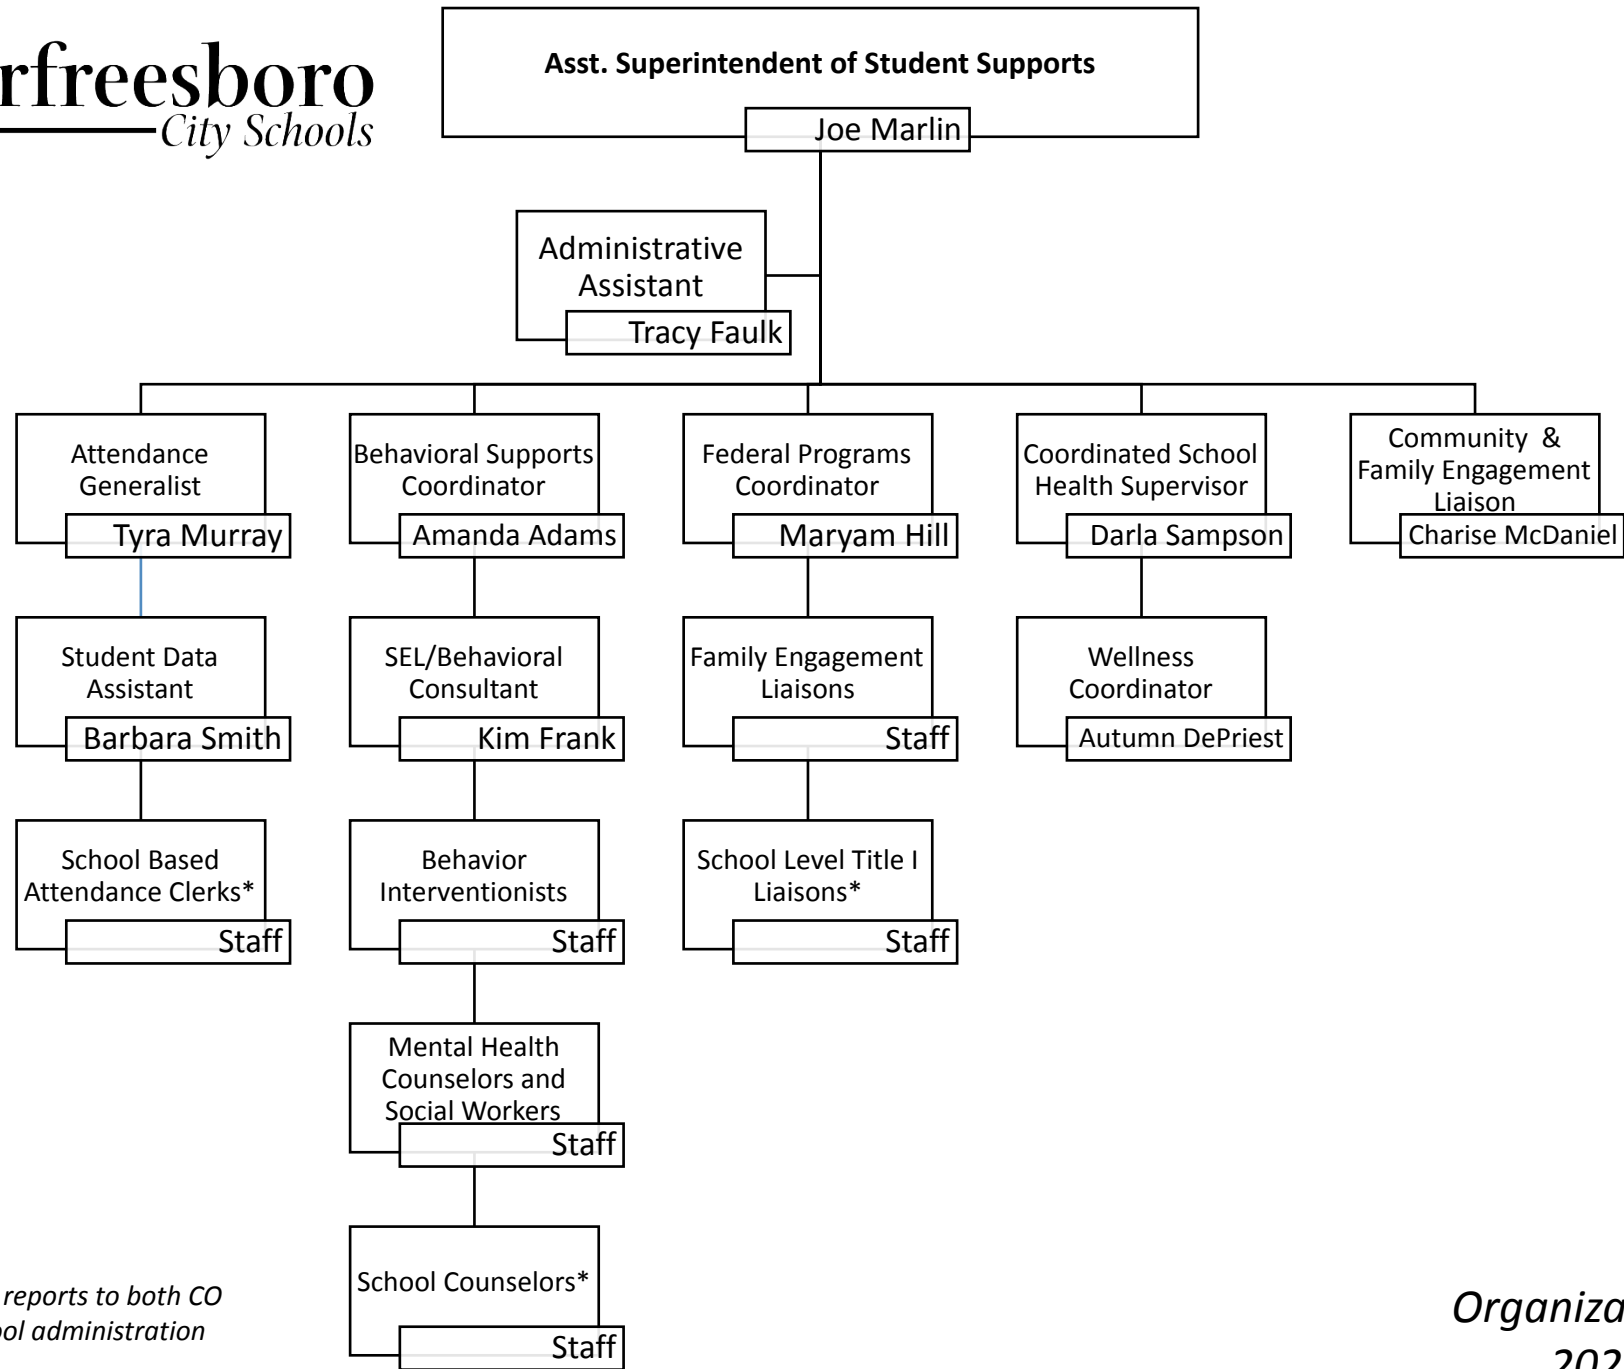 rfreesboro
City Schools
Asst. Superintendent of Student Supports
Joe Marlin
Administrative
Assistant
Tracy Faulk
Attendance
Generalist
Tyra Murray
Behavioral Supports
Coordinator
Amanda Adams
Federal Programs
Coordinator
Maryam Hill
Coordinated School
Health Supervisor
Darla Sampson
Community &
Family Engagement
Liaison
Charise McDaniel
Student Data
Assistant
Barbara Smith
SEL/Behavioral
Consultant
Kim Frank
Family Engagement
Liaisons
Staff
Wellness
Coordinator
Autumn DePriest
School Based
Attendance Clerks*
Staff
Behavior
Interventionists
Staff
School Level Title I
Liaisons*
Staff
Mental Health
Counselors and
Social Workers
Staff
School Counselors*
Staff
reports to both CO
ool administration
Organiza
202